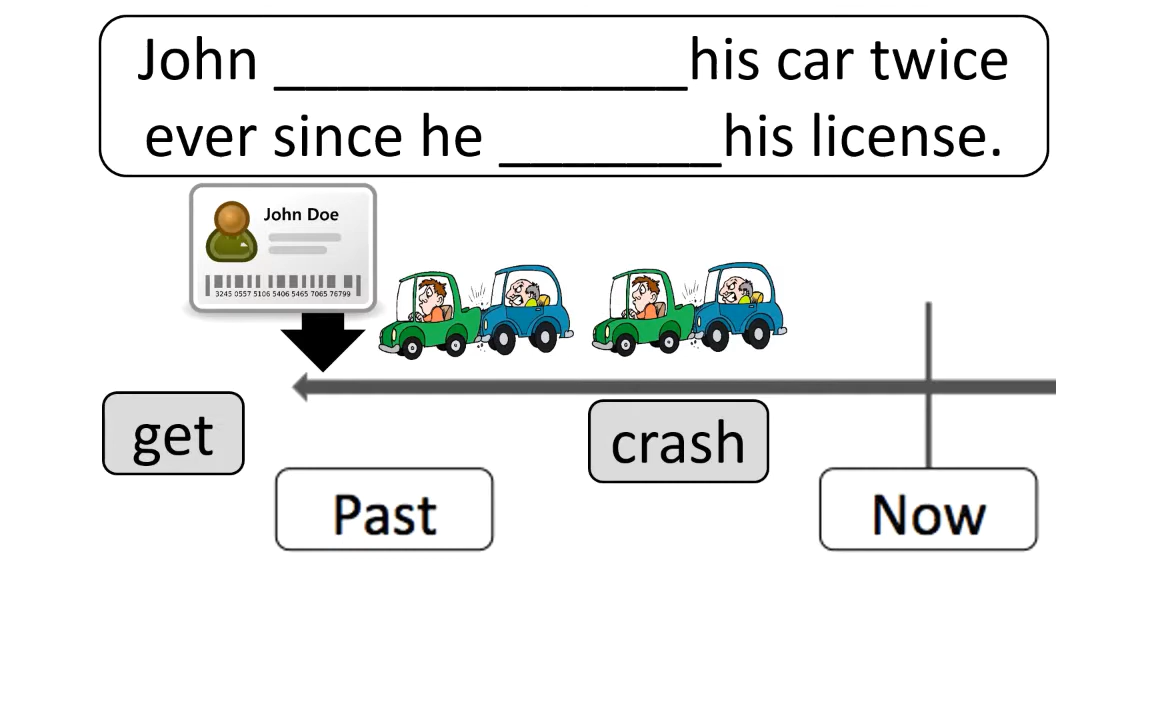 John _____________his car twice
ever since he _______his license.
John Doe
3245 0557 5106 5406 5465 7065 76799
get
crash
Past
Now